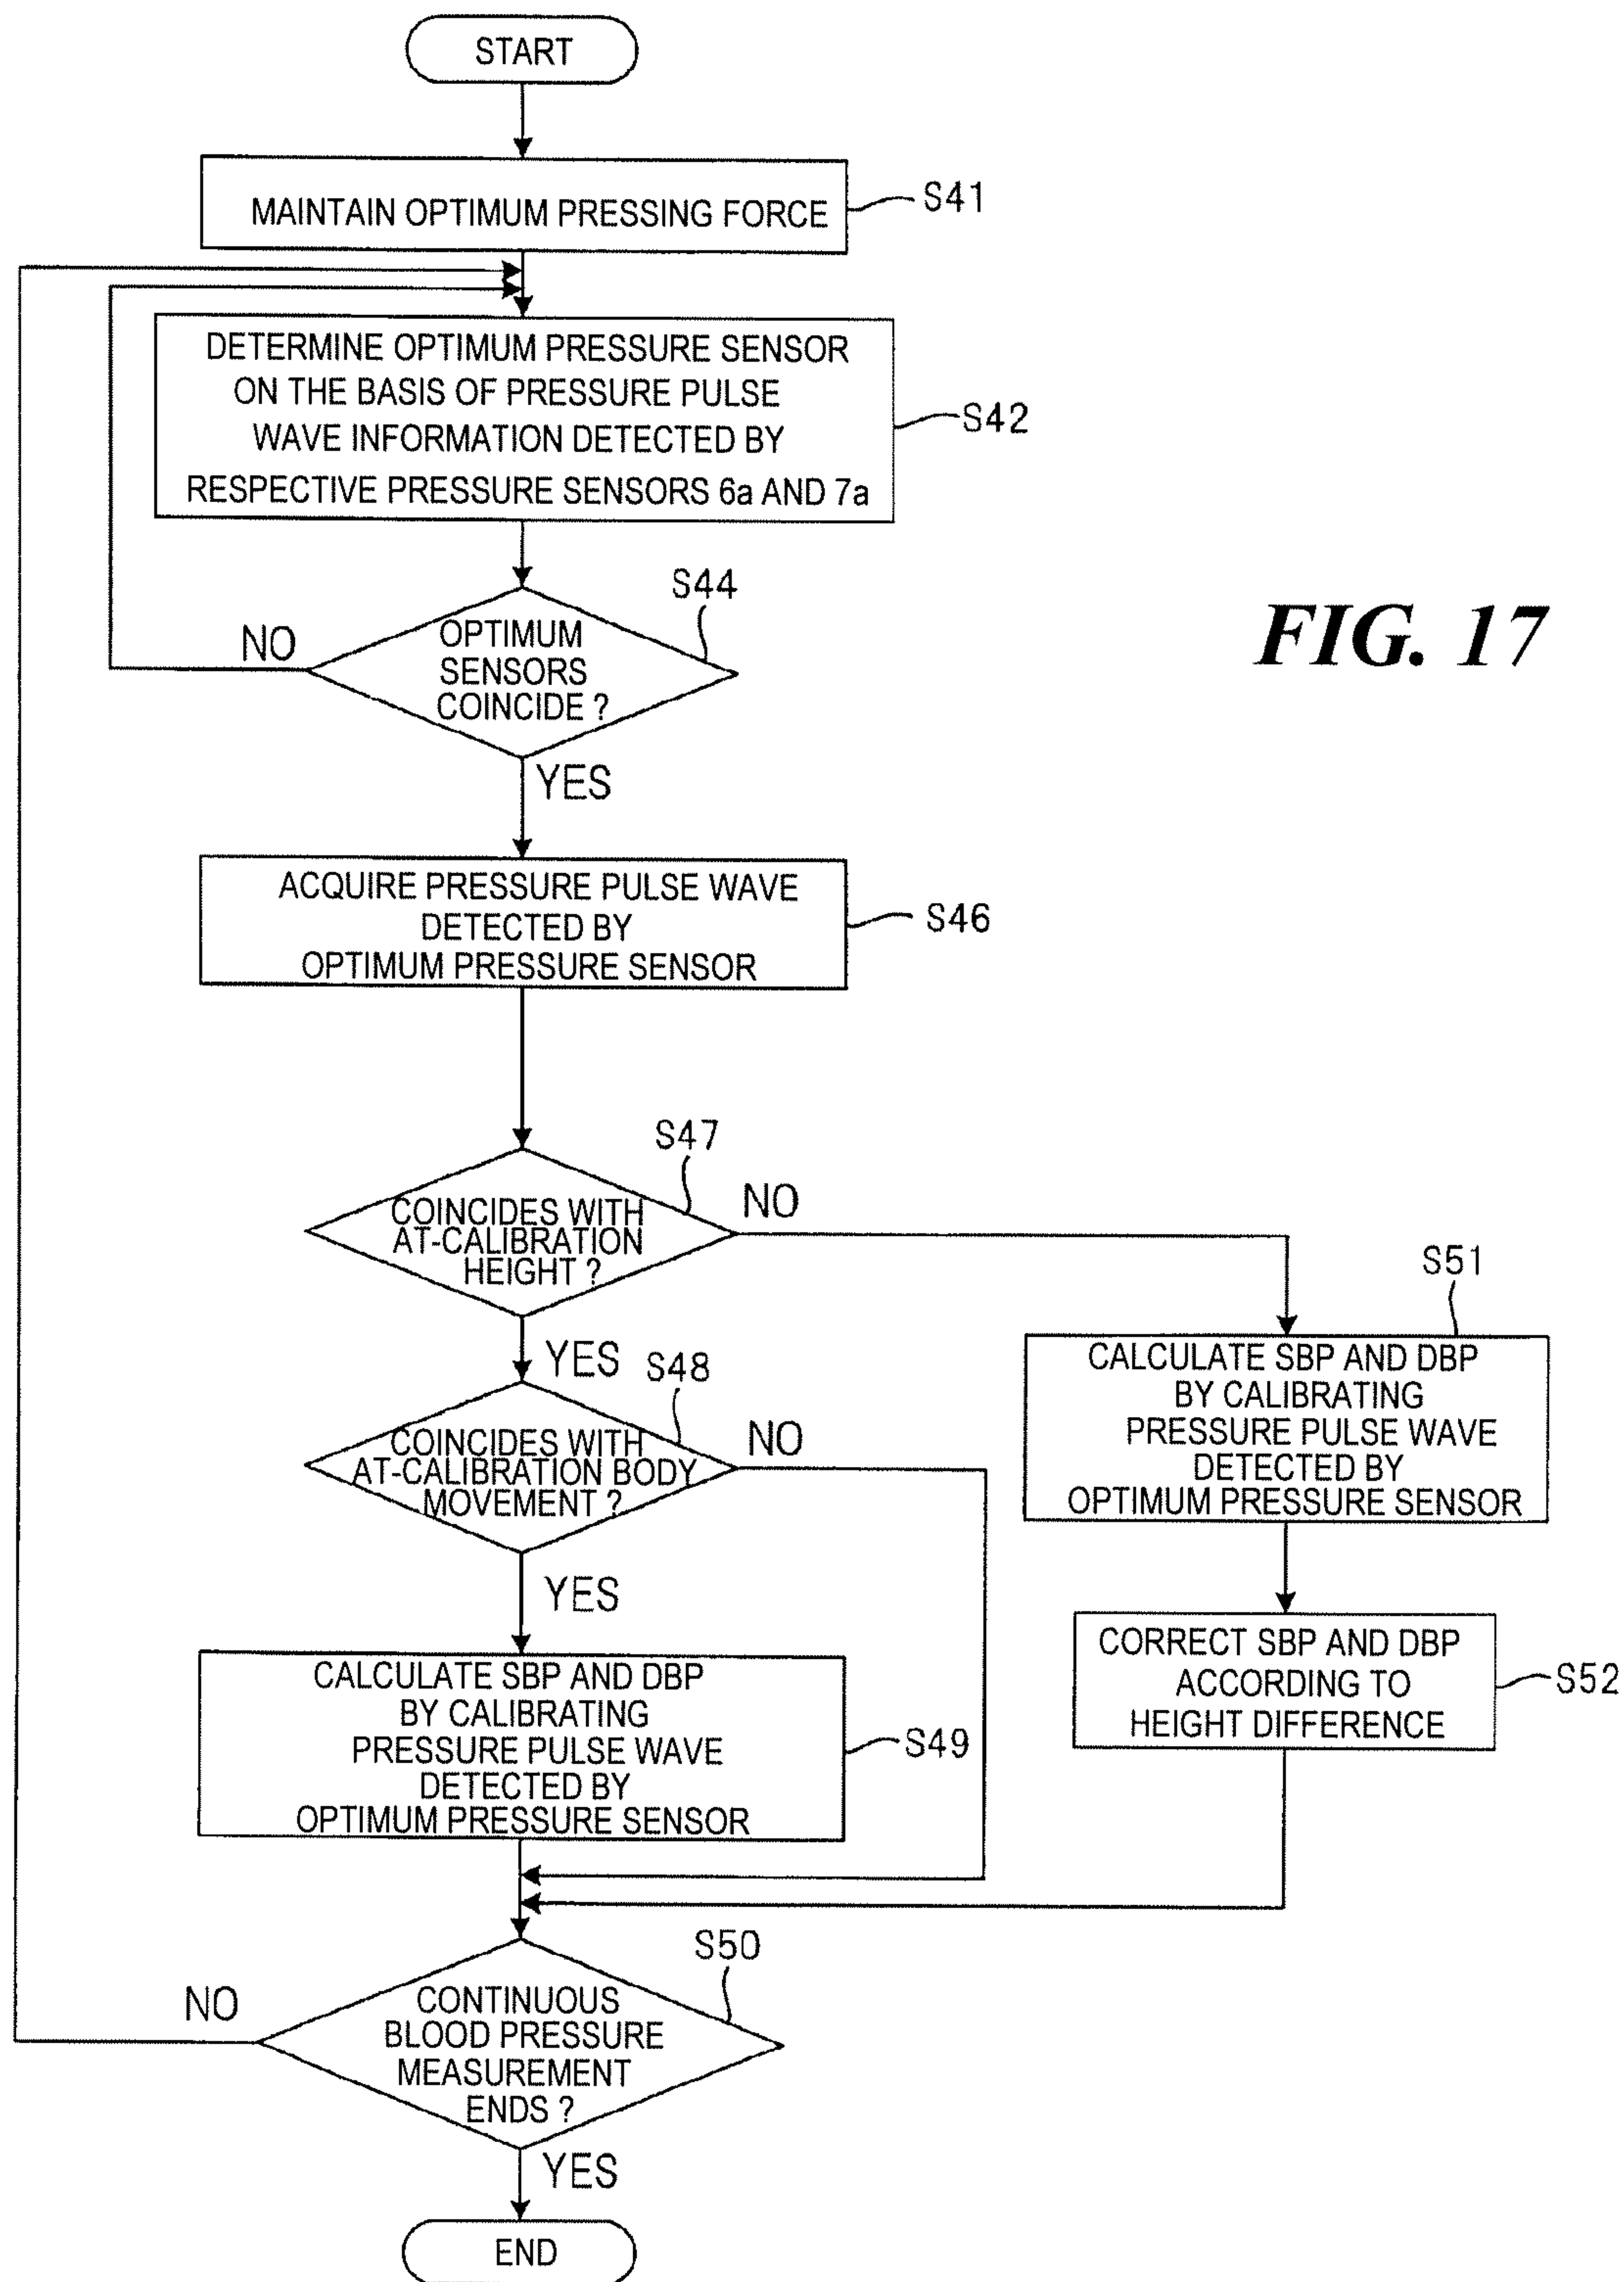 START
MAINTAIN OPTIMUM PRESSING FORCE
S41
DETERMINE OPTIMUM PRESSURE SENSOR
ON THE BASIS OF PRESSURE PULSE
WAVE INFORMATION DETECTED BY
RESPECTIVE PRESSURE SENSORS 6a AND 7a
S42
S44
NO
OPTIMUM
SENSORS
COINCIDE ?
YES
FIG. 17
ACQUIRE PRESSURE PULSE WAVE
DETECTED BY
OPTIMUM PRESSURE SENSOR
S46
S47
COINCIDES WITH
AT-CALIBRATION
HEIGHT ?
NO
YES
S48
COINCIDES WITH
AT-CALIBRATION BODY
MOVEMENT ?
NO
YES
S51
CALCULATE SBP AND DBP
BY CALIBRATING
PRESSURE PULSE WAVE
DETECTED BY
OPTIMUM PRESSURE SENSOR
CORRECT SBP AND DBP
ACCORDING TO
HEIGHT DIFFERENCE
S52
CALCULATE SBP AND DBP
BY CALIBRATING
PRESSURE PULSE WAVE
DETECTED BY
OPTIMUM PRESSURE SENSOR
S49
S50
NO
CONTINUOUS
BLOOD PRESSURE
MEASUREMENT
ENDS ?
YES
END